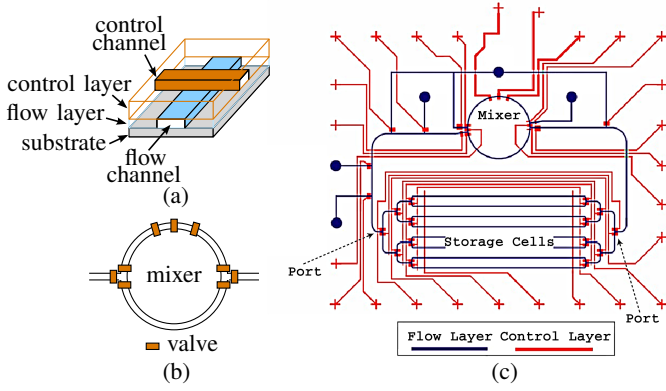 control
channel
control layer
flow layer
substrate
flow
channel
(a)
mixer
valve
(b)
Mixer
Storage Cells
Port
Port
Flow Layer Control Layer
(c)